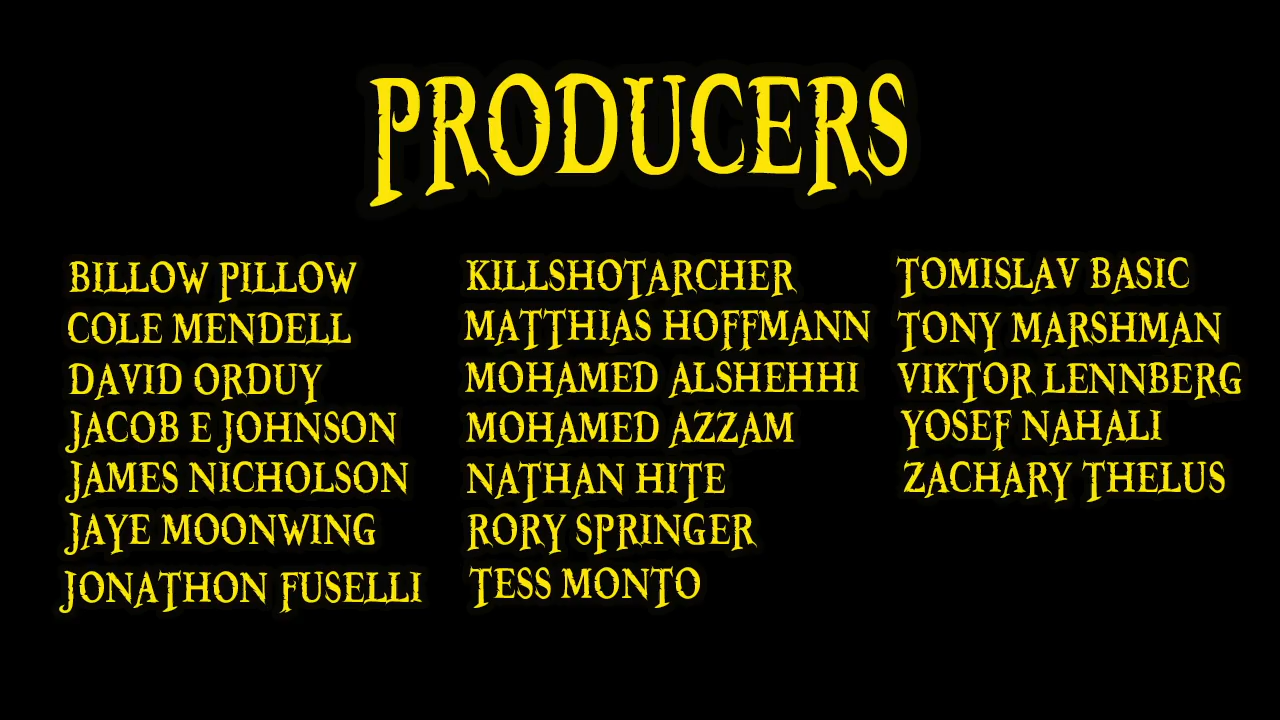 PRODUCERS
BILLOW PILLOW
COLE MENDELL
DAVID ORDUY
JACOB E JOHNSON
JAMES NICHOLSON
JAYE MOONWING
JONATHON FUSELLI
KILLSHOTARCHER
MATTHIAS HOFFMANN
MOHAMED ALSHEHHI
MOHAMED AZZAM
NATHAN HITE
RORY SPRINGER
TESS MONTO
TOMISLAV BASIC
TONY MARSHMAN
VIKTOR LENNBERG
YOSEF NAHALI
ZACHARY THELUS